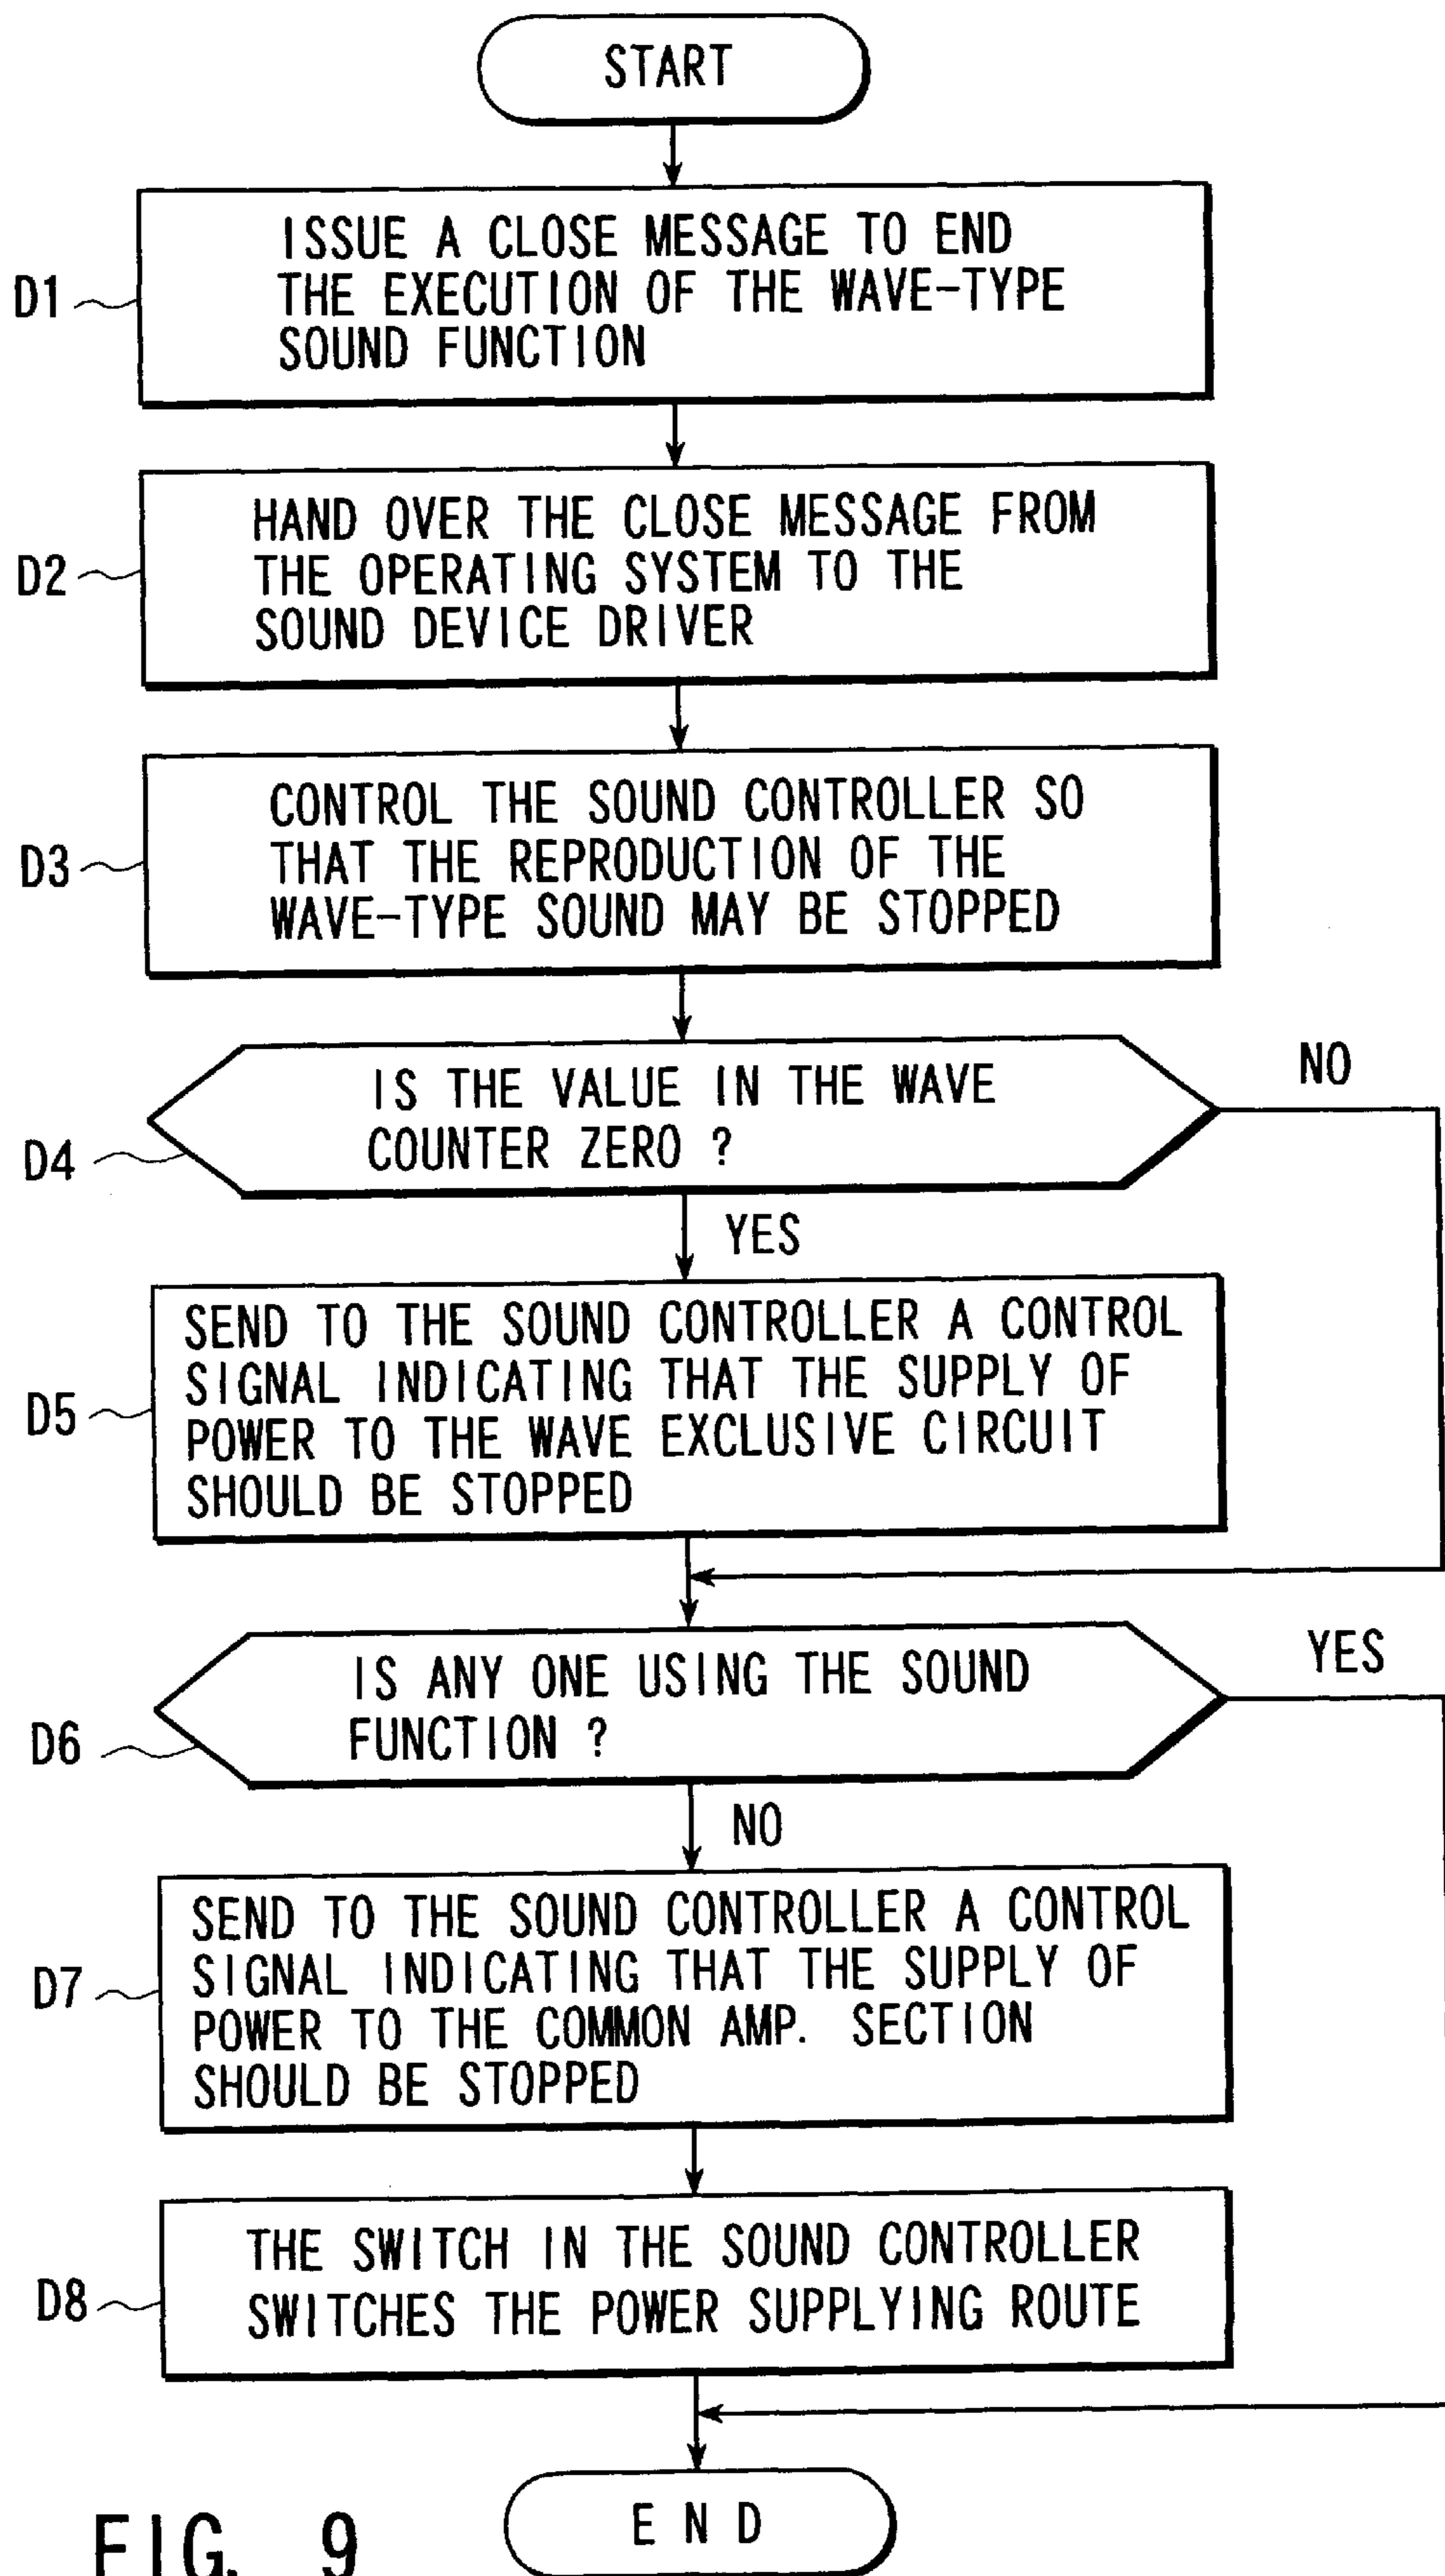 START
ISSUE A CLOSE MESSAGE TO END
THE EXECUTION OF THE WAVE-TYPE
SOUND FUNCTION
D1
HAND OVER THE CLOSE MESSAGE FROM
THE OPERATING SYSTEM TO THE
SOUND DEVICE DRIVER
D2
CONTROL THE SOUND CONTROLLER SO
THAT THE REPRODUCTION OF THE
WAVE-TYPE SOUND MAY BE STOPPED
D3
IS THE VALUE IN THE WAVE
COUNTER ZERO ?
NO
D4
YES
SEND TO THE SOUND CONTROLLER A CONTROL
SIGNAL INDICATING THAT THE SUPPLY OF
POWER TO THE WAVE EXCLUSIVE CIRCUIT
SHOULD BE STOPPED
D5
IS ANY ONE USING THE SOUND
FUNCTION ?
YES
D6
NO
SEND TO THE SOUND CONTROLLER A CONTROL
SIGNAL INDICATING THAT THE SUPPLY OF
POWER TO THE COMMON AMP. SECTION
SHOULD BE STOPPED
D7
THE SWITCH IN THE SOUND CONTROLLER
SWITCHES THE POWER SUPPLYING ROUTE
D8
END
FIG. 9